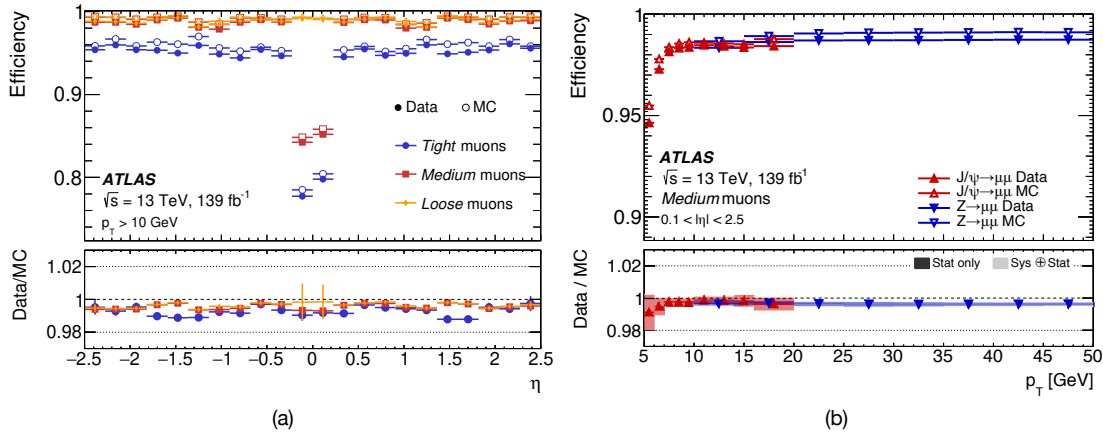 Efficiency
1
0.9
0.8
Data MC
Tight muons
Medium muons
Loose muons
ATLAS
√s = 13 TeV, 139 fb⁻¹
p_T > 10 GeV
Data/MC
1.02
1
0.98
−2.5 −2 −1.5 −1 −0.5 0 0.5 1 1.5 2 2.5
η
(a)
Efficiency
1
0.95
0.9
ATLAS
√s = 13 TeV, 139 fb⁻¹
Medium muons
0.1 < |η| < 2.5
J/ψ→μμ Data
J/ψ→μμ MC
Z→μμ Data
Z→μμ MC
Data / MC
1.02
1
0.98
Stat only Sys ⊕ Stat
5 10 15 20 25 30 35 40 45 50
p_T [GeV]
(b)